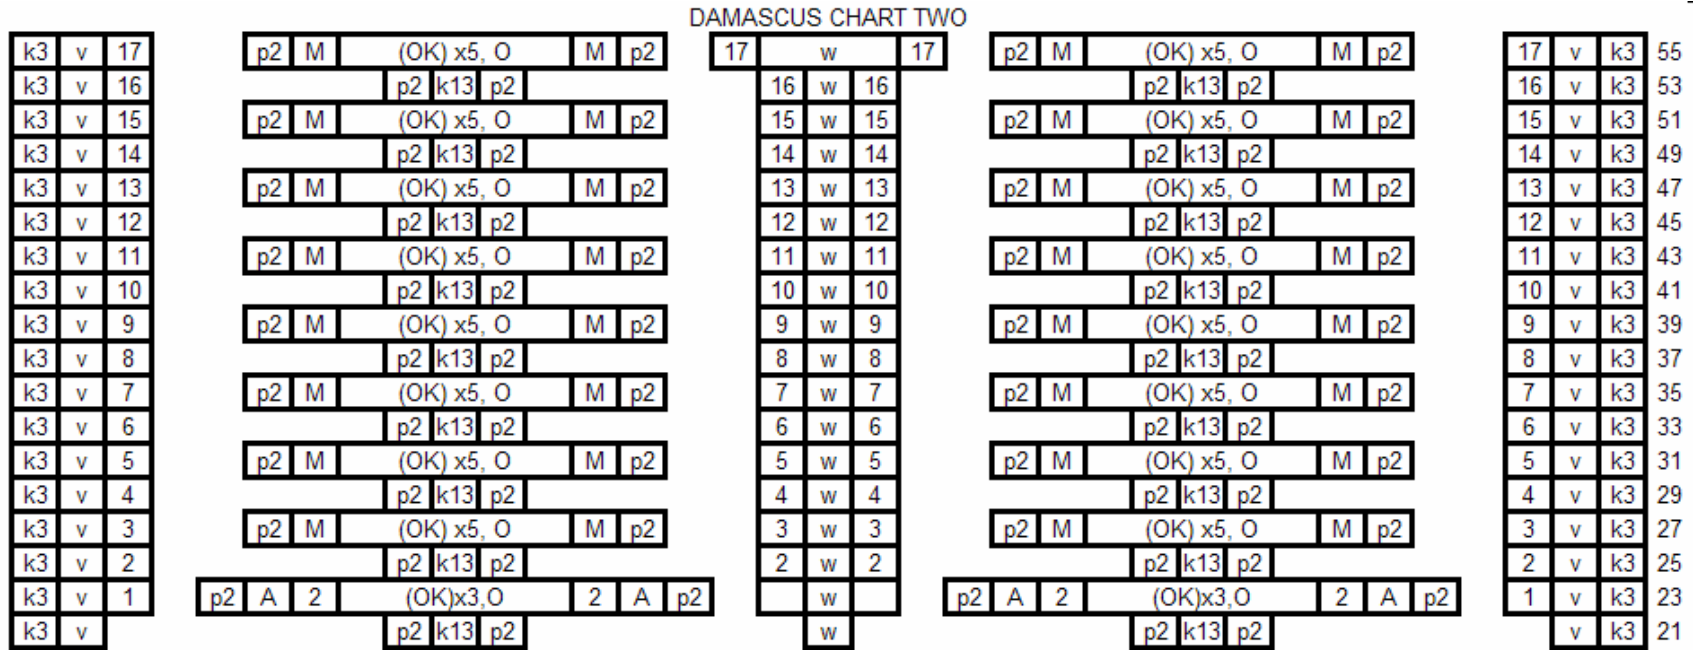 DAMASCUS CHART TWO
k3 v 17 p2 M (OK) x5, O M p2 17 w 17 p2 M (OK) x5, O M p2 17 v k3 55
k3 v 16 p2 k13 p2 16 w 16 p2 k13 p2 16 v k3 53
k3 v 15 p2 M (OK) x5, O M p2 15 w 15 p2 M (OK) x5, O M p2 15 v k3 51
k3 v 14 p2 k13 p2 14 w 14 p2 k13 p2 14 v k3 49
k3 v 13 p2 M (OK) x5, O M p2 13 w 13 p2 M (OK) x5, O M p2 13 v k3 47
k3 v 12 p2 k13 p2 12 w 12 p2 k13 p2 12 v k3 45
k3 v 11 p2 M (OK) x5, O M p2 11 w 11 p2 M (OK) x5, O M p2 11 v k3 43
k3 v 10 p2 k13 p2 10 w 10 p2 k13 p2 10 v k3 41
k3 v 9 p2 M (OK) x5, O M p2 9 w 9 p2 M (OK) x5, O M p2 9 v k3 39
k3 v 8 p2 k13 p2 8 w 8 p2 k13 p2 8 v k3 37
k3 v 7 p2 M (OK) x5, O M p2 7 w 7 p2 M (OK) x5, O M p2 7 v k3 35
k3 v 6 p2 k13 p2 6 w 6 p2 k13 p2 6 v k3 33
k3 v 5 p2 M (OK) x5, O M p2 5 w 5 p2 M (OK) x5, O M p2 5 v k3 31
k3 v 4 p2 k13 p2 4 w 4 p2 k13 p2 4 v k3 29
k3 v 3 p2 M (OK) x5, O M p2 3 w 3 p2 M (OK) x5, O M p2 3 v k3 27
k3 v 2 p2 k13 p2 2 w 2 p2 k13 p2 2 v k3 25
k3 v 1 p2 A 2 (OK)x3,O 2 A p2 w p2 A 2 (OK)x3,O 2 A p2 1 v k3 23
k3 v p2 k13 p2 w p2 k13 p2 v k3 21